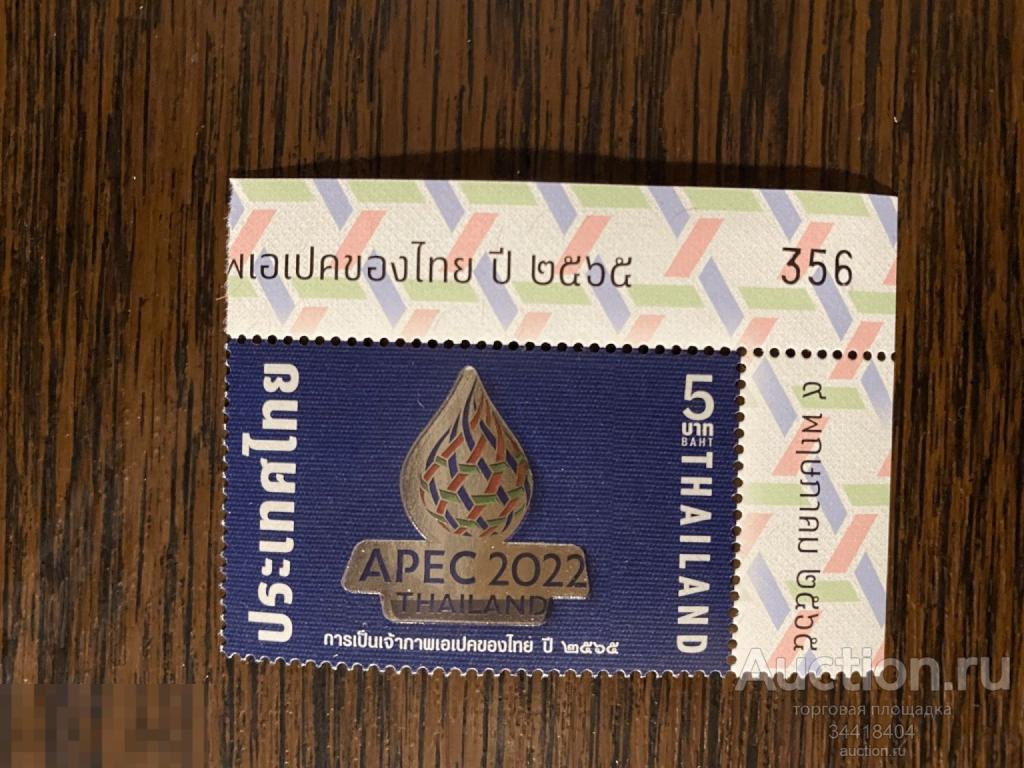 พเอเปคของไทย ปี ๒๕๖๕
356
ประเทศไทย
APEC 2022
THAILAND
การเป็นเจ้าภาพเอเปคของไทย ปี ๒๕๖๕
5
บาท
BAHT
THAILAND
๙ พฤษภาคม ๒๕๖๕
Auction.ru
торговая площадка
34418404
auction.ru